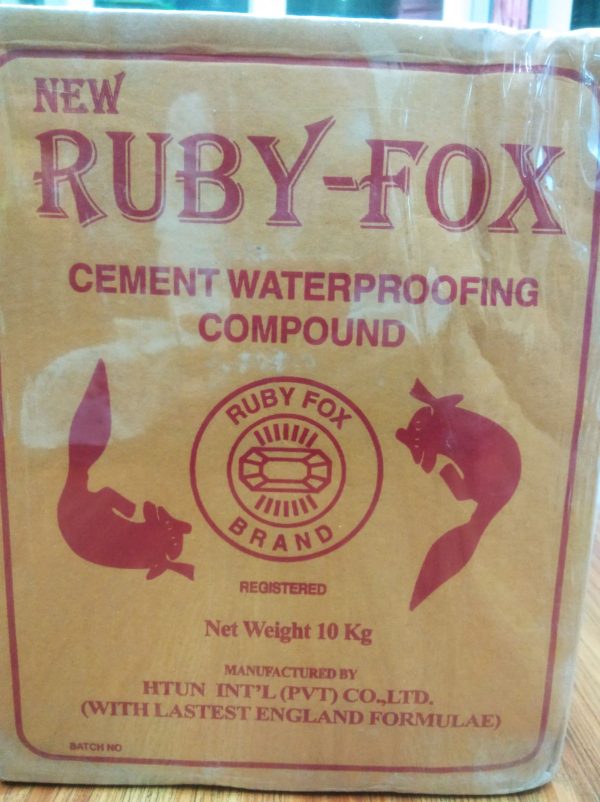 NEW
RUBY-FOX
CEMENT WATERPROOFING
COMPOUND
RUBY FOX
BRAND
REGISTERED
Net Weight 10 Kg
MANUFACTURED BY
HTUN INT'L (PVT) CO.,LTD.
(WITH LASTEST ENGLAND FORMULAE)
BATCH NO